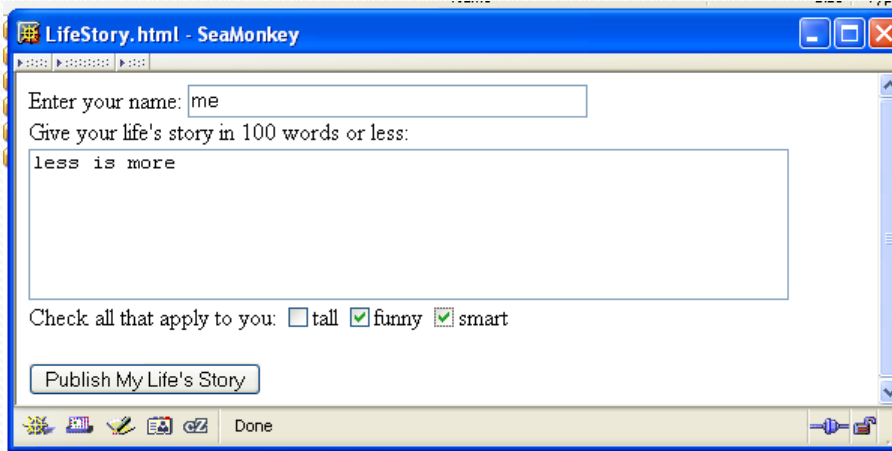 LifeStory.html - SeaMonkey
Enter your name: me
Give your life's story in 100 words or less:
less is more
Check all that apply to you: tall funny smart
Publish My Life's Story
Done